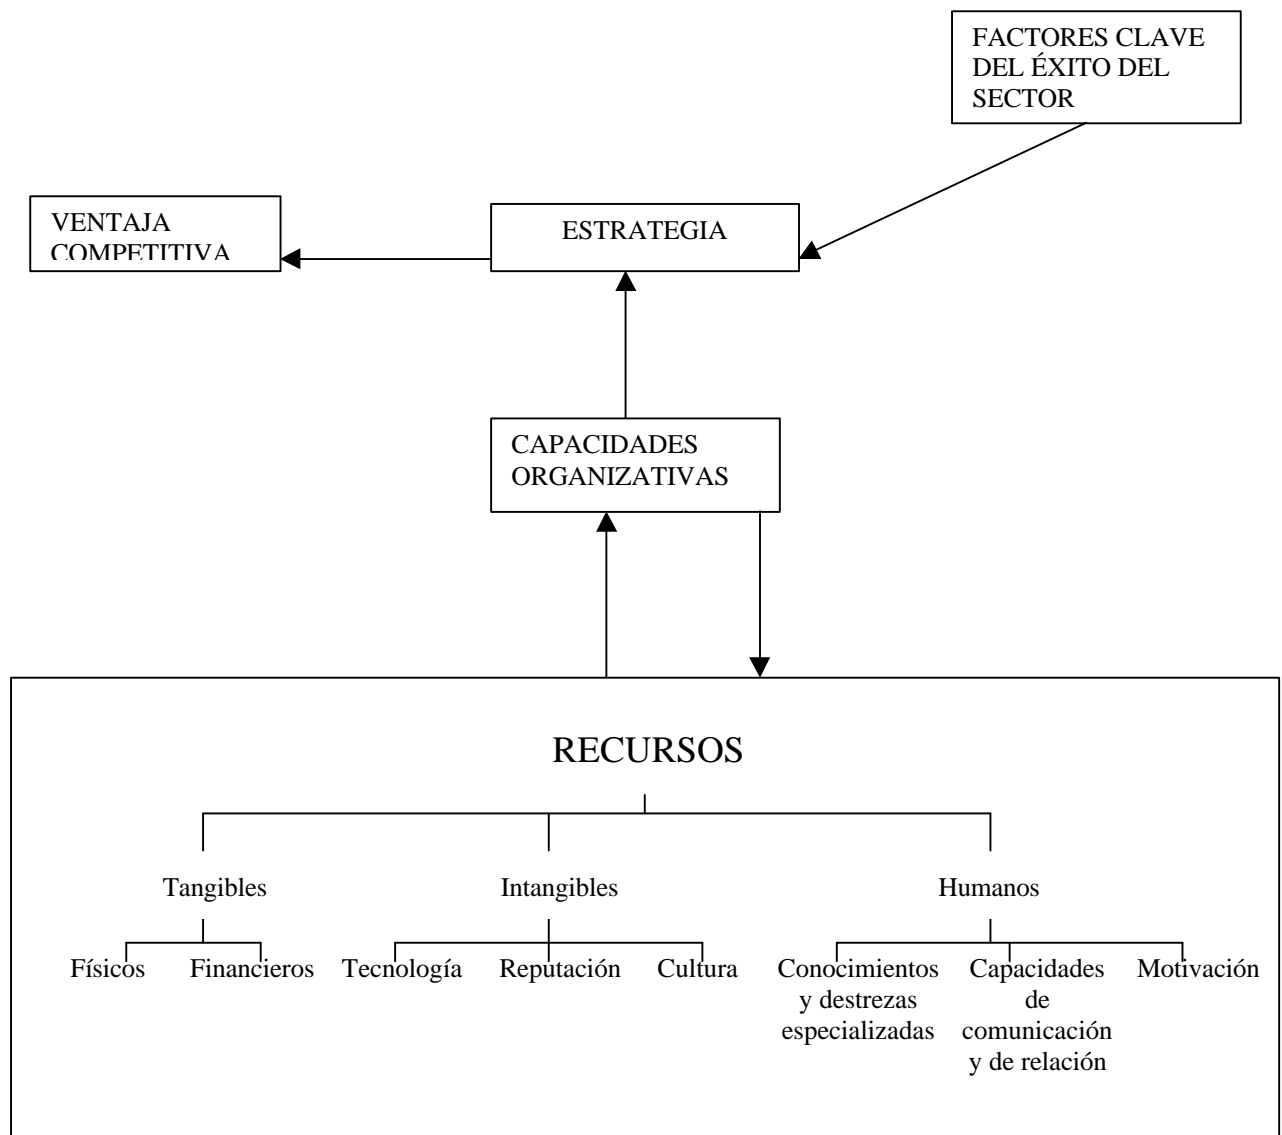 FACTORES CLAVE
DEL ÉXITO DEL
SECTOR
VENTAJA
COMPETITIVA
ESTRATEGIA
CAPACIDADES
ORGANIZATIVAS
RECURSOS
Tangibles
Intangibles
Humanos
Físicos
Financieros
Tecnología
Reputación
Cultura
Conocimientos
y destrezas
especializadas
Capacidades
de
comunicación
y de relación
Motivación